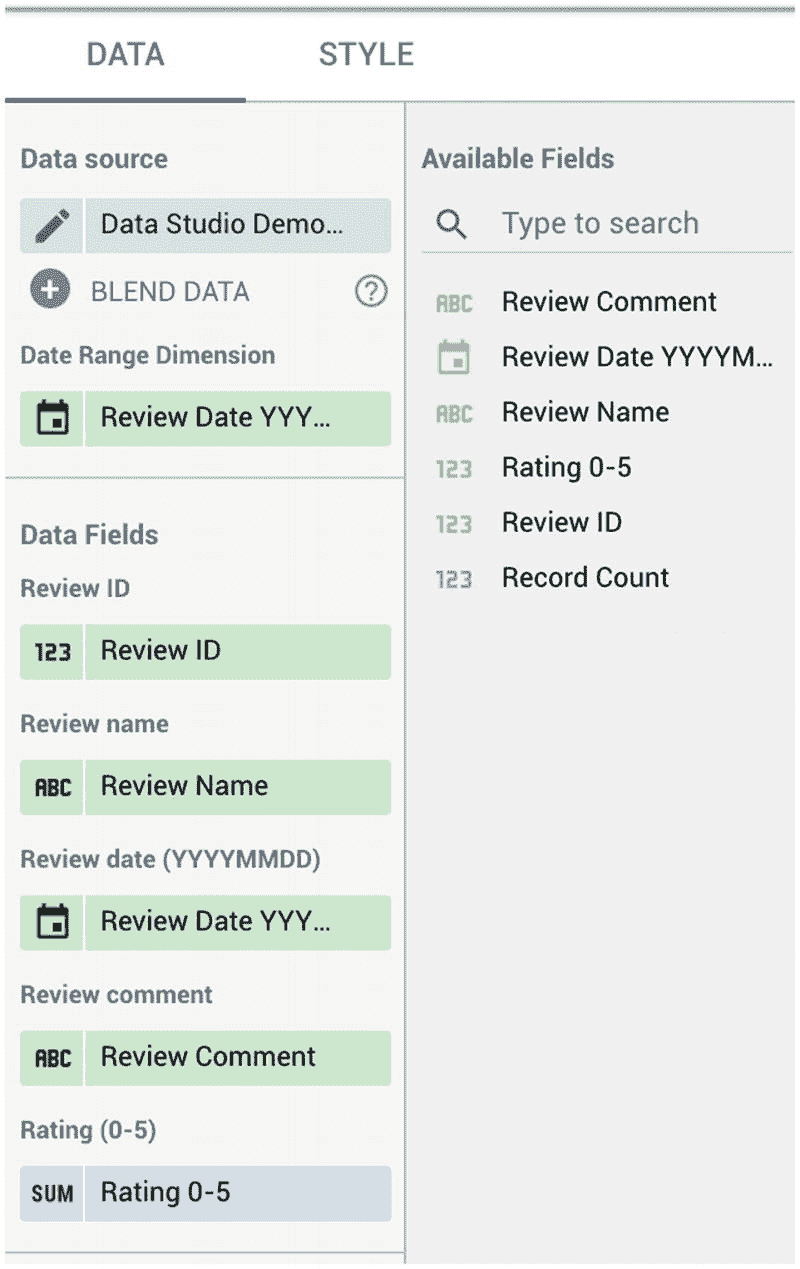 DATA
STYLE
Data source
Data Studio Demo...
BLEND DATA
?
Date Range Dimension
Review Date YYY...
Data Fields
Review ID
123 Review ID
Review name
ABC Review Name
Review date (YYYYMMDD)
Review Date YYY...
Review comment
ABC Review Comment
Rating (0-5)
SUM Rating 0-5
Available Fields
Type to search
ABC Review Comment
Review Date YYYYM...
ABC Review Name
123 Rating 0-5
123 Review ID
123 Record Count